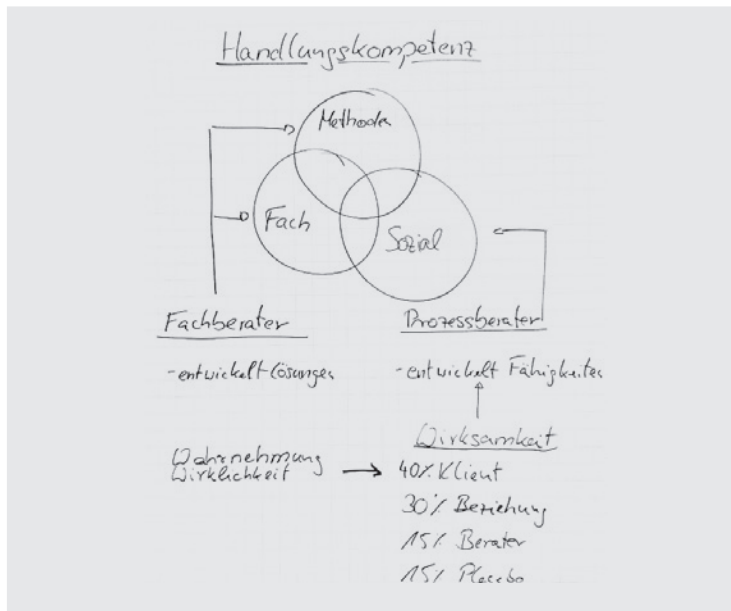 Handlungskompetenz
Methoden
Fach
Sozial
Fachberater
Prozessberater
-entwickelt Lösungen
-entwickelt Fähigkeiten
Wirksamkeit
Wahrnehmung
Wirklichkeit
40% Klient
30% Beziehung
15% Berater
15% Placebo